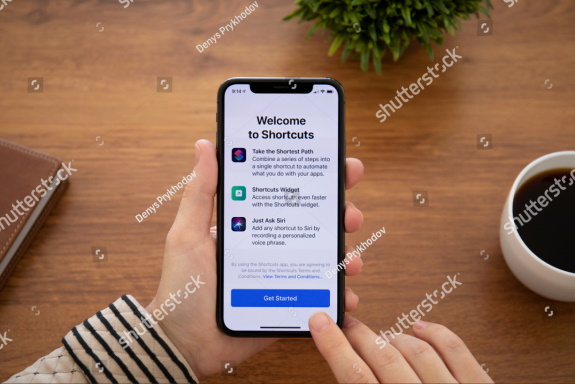 Denys Prykhodov
shutterstock
9:14
Welcome
to Shortcuts
Take the Shortest Path
Combine a series of steps into
a single shortcut to automate
what you do with your apps.
Shortcuts Widget
Access shortcuts even faster
with the Shortcuts widget.
Just Ask Siri
Add any shortcut to Siri by
recording a personalized
voice phrase.
By using the Shortcuts app, you are agreeing to
be bound by the Shortcuts Terms and
Conditions. View Terms and Conditions...
Get Started
shutterstock
Denys Prykhodov
shutterstock
Denys Prykhodov
shutterstock
shutterstock